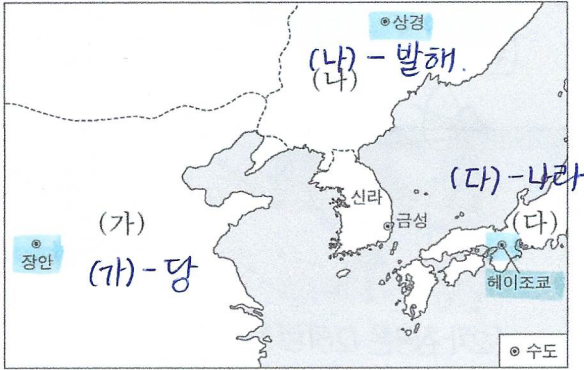 상경
(나) - 발해.
(나)
(다) - 나라
신라
(가)
금성
(다)
장안
(가) - 당
헤이조쿄
수도